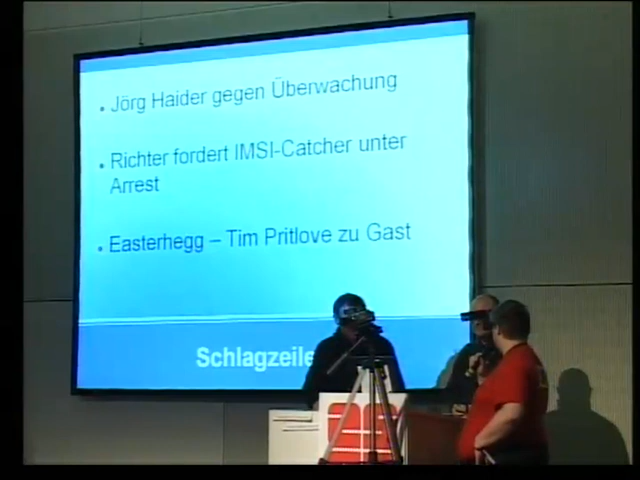 Jörg Haider gegen Überwachung
Richter fordert IMSI-Catcher unter
Arrest
Easterhegg – Tim Pritlove zu Gast
Schlagzeile